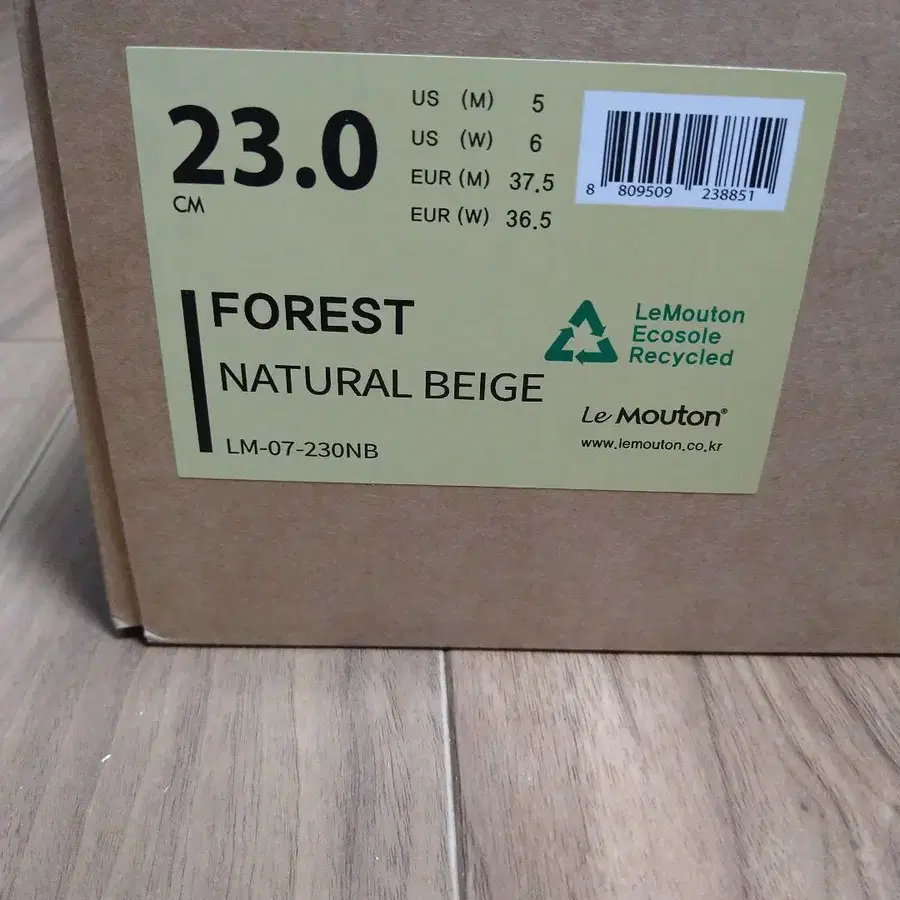 23.0
CM
US (M) 5
US (W) 6
EUR (M) 37.5
EUR (W) 36.5
8 809509 238851
FOREST
NATURAL BEIGE
LM-07-230NB
LeMouton
Ecosole
Recycled
Le Mouton®
www.lemouton.co.kr